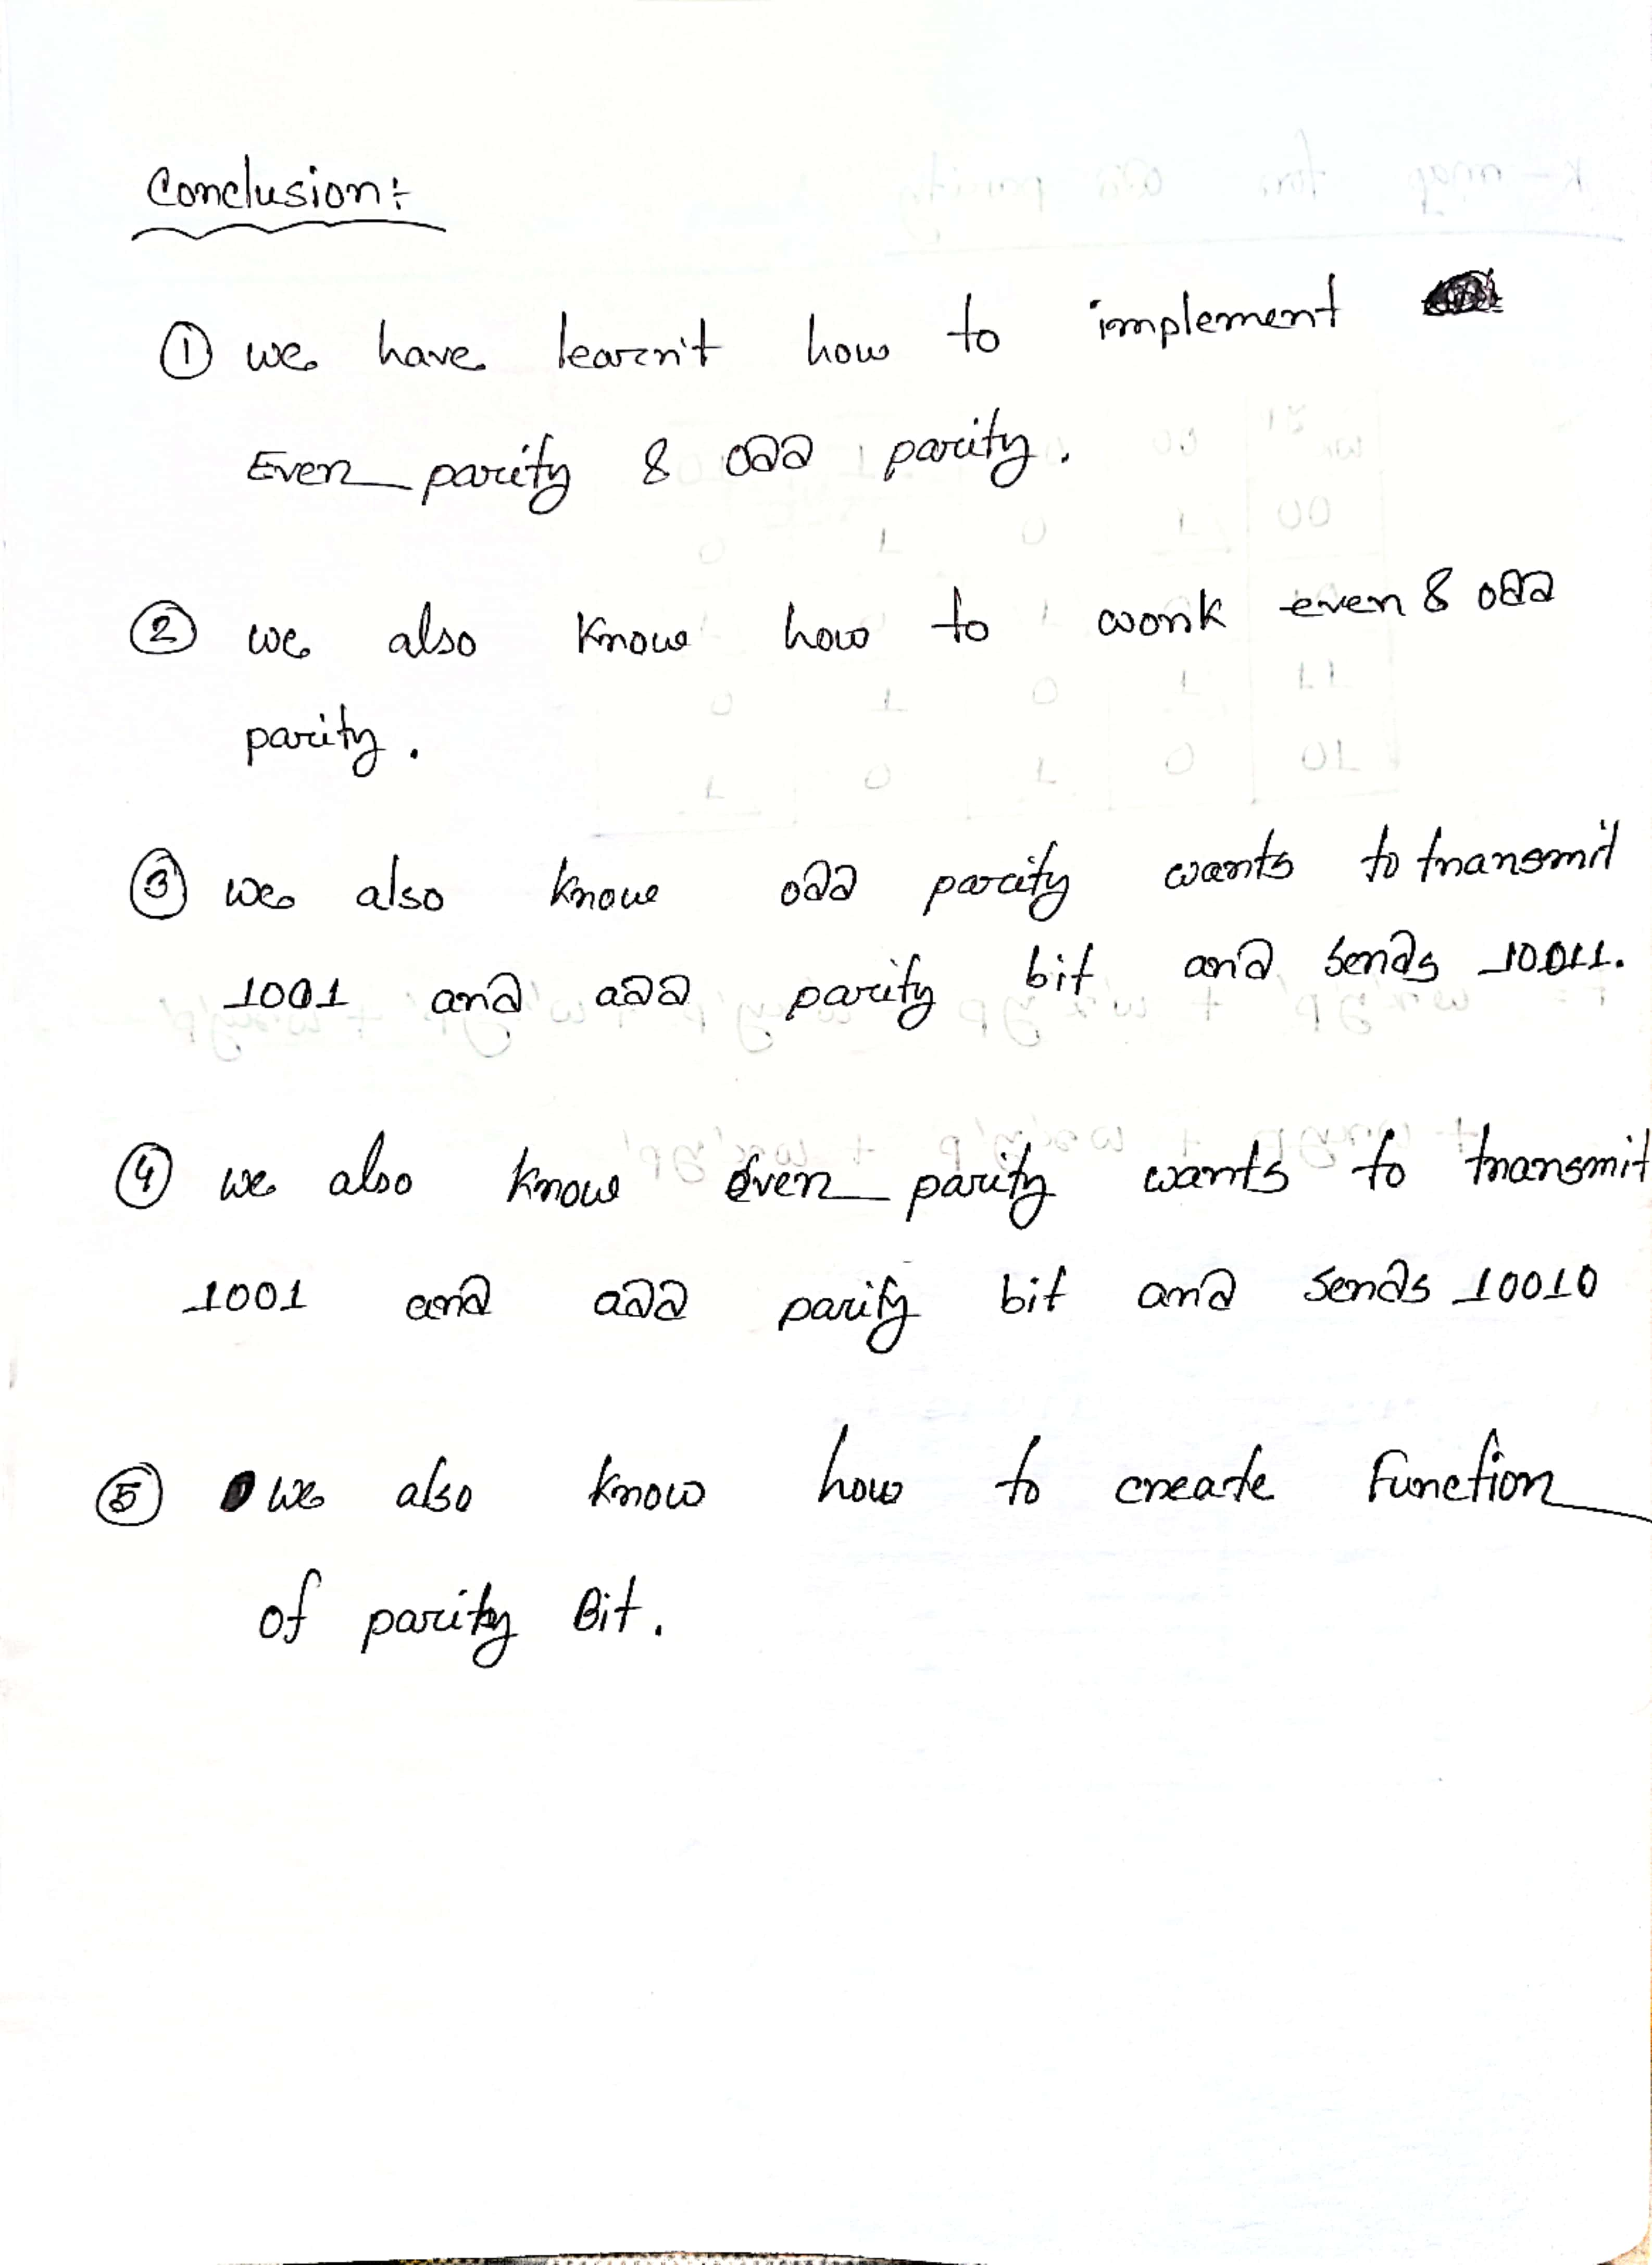 Conclusion:
① we have learn't how to implement
Even parity & odd parity.
② we also know how to work even & odd
parity.
③ we also know odd parity wants to transmit
1001 and add parity bit and sends 10011.
④ we also know even parity wants to transmit
1001 and add parity bit and sends 10010
⑤ we also know how to create Function
of parity Bit.